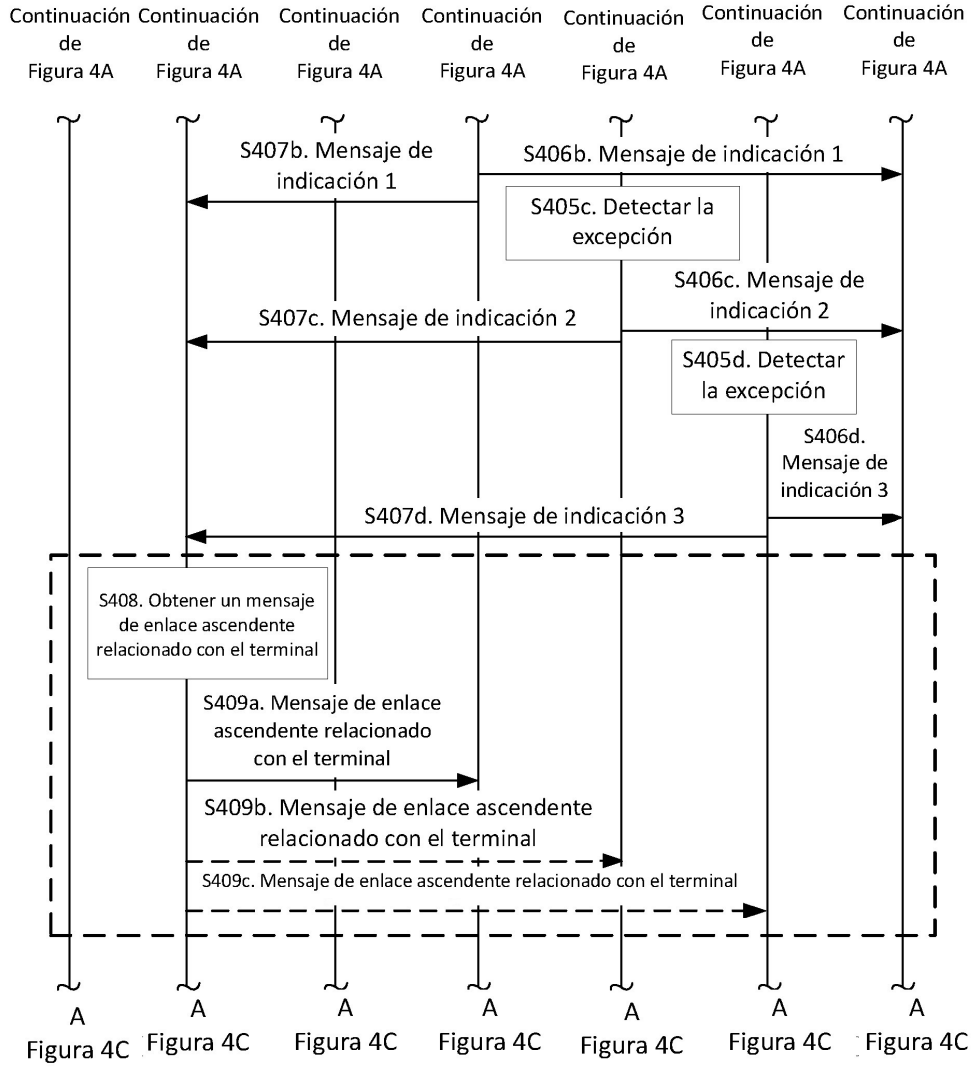 Continuación Continuación Continuación Continuación Continuación Continuación Continuación
de de de de de de de
Figura 4A Figura 4A Figura 4A Figura 4A Figura 4A Figura 4A Figura 4A
S407b. Mensaje de
indicación 1
S406b. Mensaje de indicación 1
S405c. Detectar la
excepción
S406c. Mensaje de
indicación 2
S407c. Mensaje de indicación 2
S405d. Detectar
la excepción
S406d.
Mensaje de
indicación 3
S407d. Mensaje de indicación 3
S408. Obtener un mensaje
de enlace ascendente
relacionado con el terminal
S409a. Mensaje de enlace
ascendente relacionado
con el terminal
S409b. Mensaje de enlace ascendente
relacionado con el terminal
S409c. Mensaje de enlace ascendente relacionado con el terminal
A A A A A A A
Figura 4C Figura 4C Figura 4C Figura 4C Figura 4C Figura 4C Figura 4C